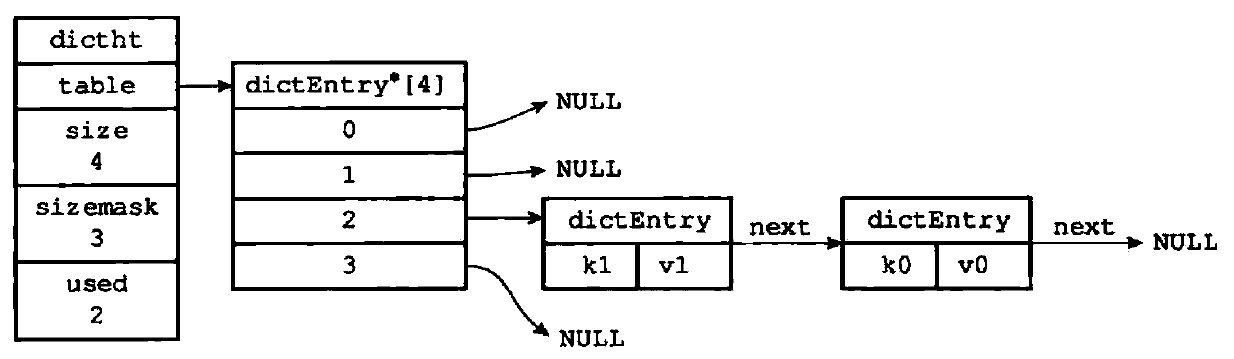 dictht
table
size
4
sizemask
3
used
2
dictEntry*[4]
0
1
2
3
NULL
NULL
dictEntry
k1 v1
next
dictEntry
k0 v0
next
NULL
NULL